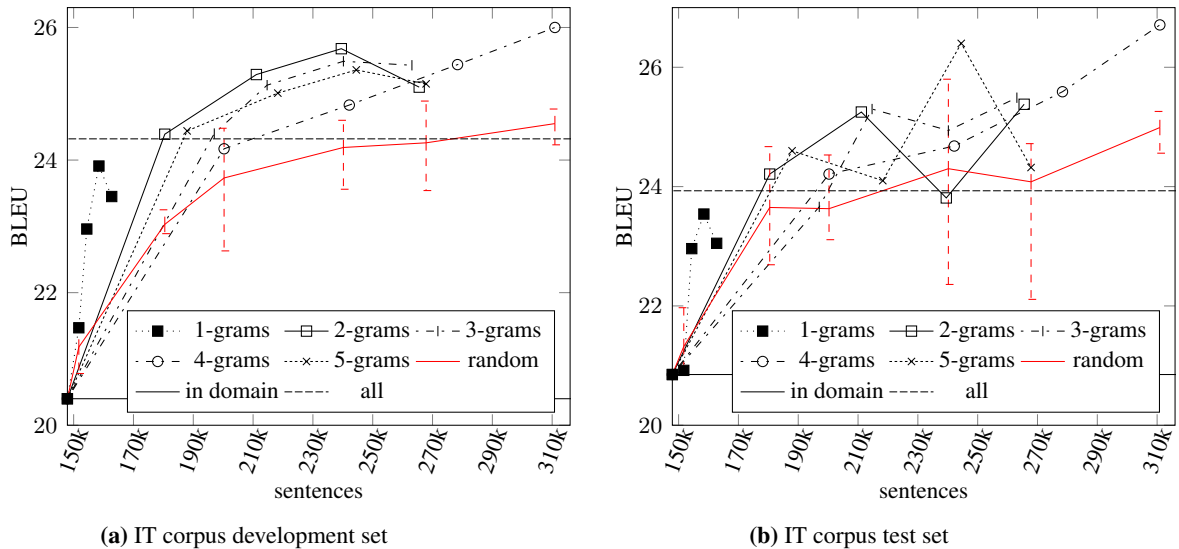 26
24
22
20
BLEU
150k 170k 190k 210k 230k 250k 270k 290k 310k
sentences
1-grams 2-grams 3-grams
4-grams 5-grams random
in domain all
(a) IT corpus development set
26
24
22
20
BLEU
150k 170k 190k 210k 230k 250k 270k 290k 310k
sentences
1-grams 2-grams 3-grams
4-grams 5-grams random
in domain all
(b) IT corpus test set